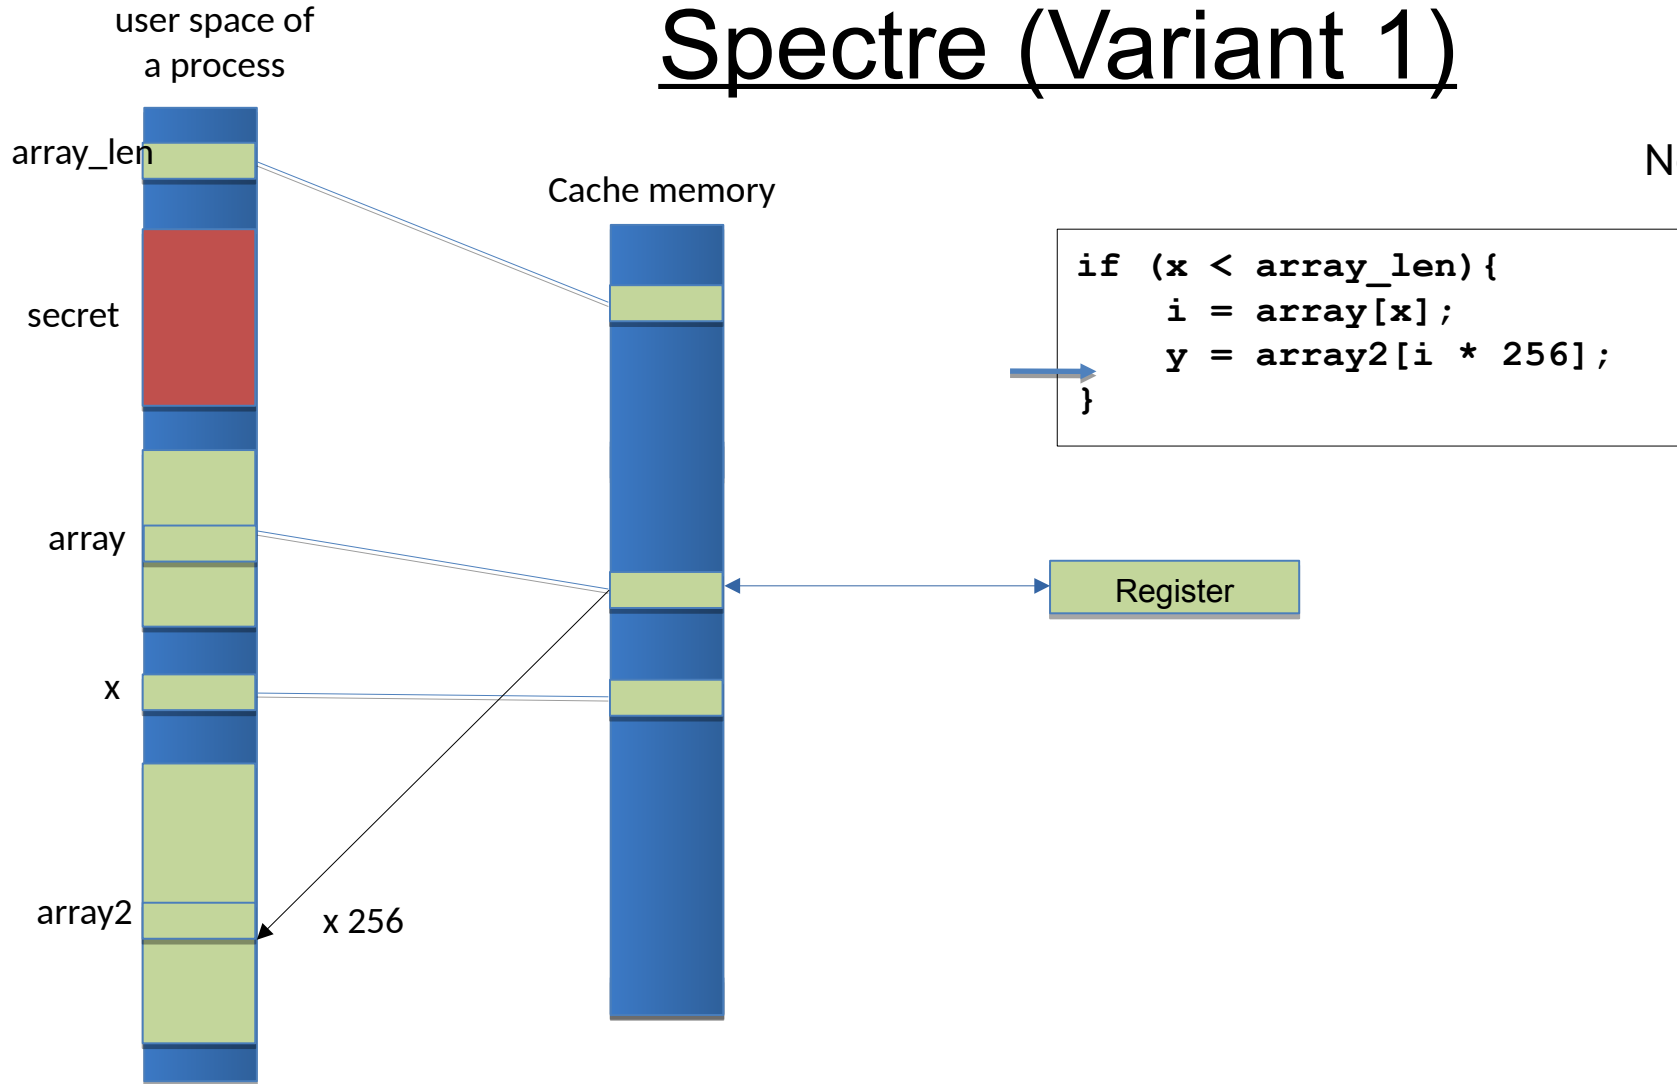 user space of
a process
Spectre (Variant 1)
array_len
Cache memory
if (x < array_len){
i = array[x];
y = array2[i * 256];
}
secret
array
Register
x
array2
x 256